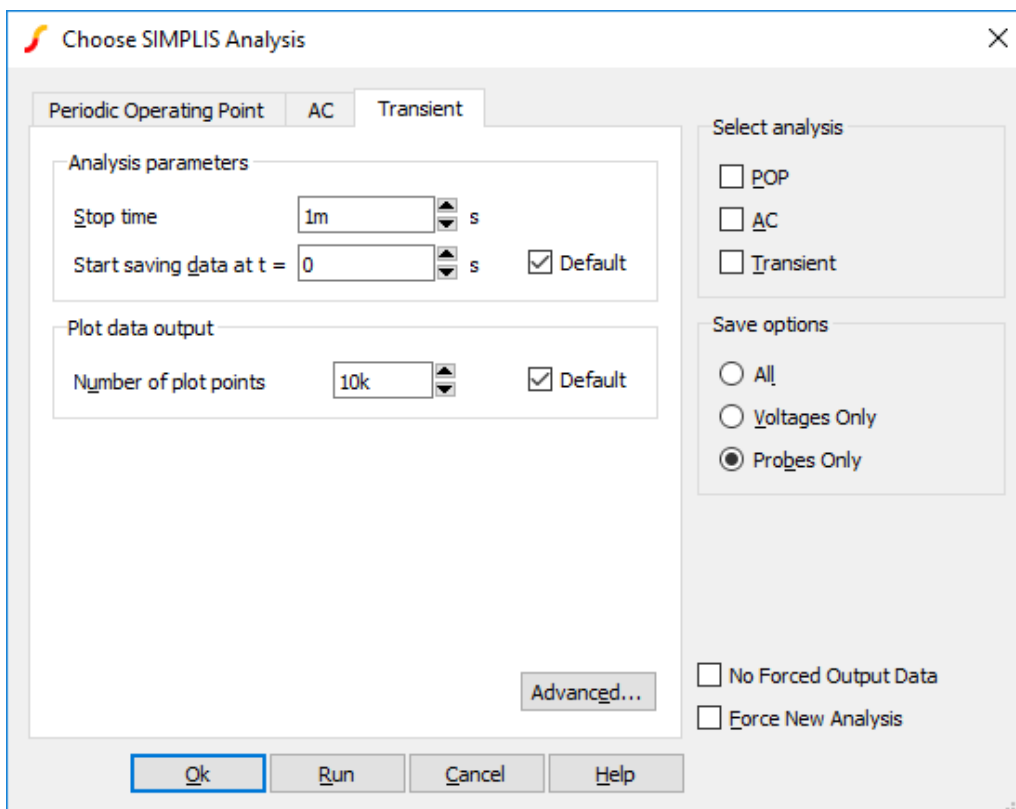 Choose SIMPLIS Analysis
Periodic Operating Point AC Transient
Analysis parameters
Stop time 1m s
Start saving data at t = 0 s Default
Plot data output
Number of plot points 10k Default
Advanced...
Select analysis
POP
AC
Transient
Save options
All
Voltages Only
Probes Only
No Forced Output Data
Force New Analysis
Ok Run Cancel Help